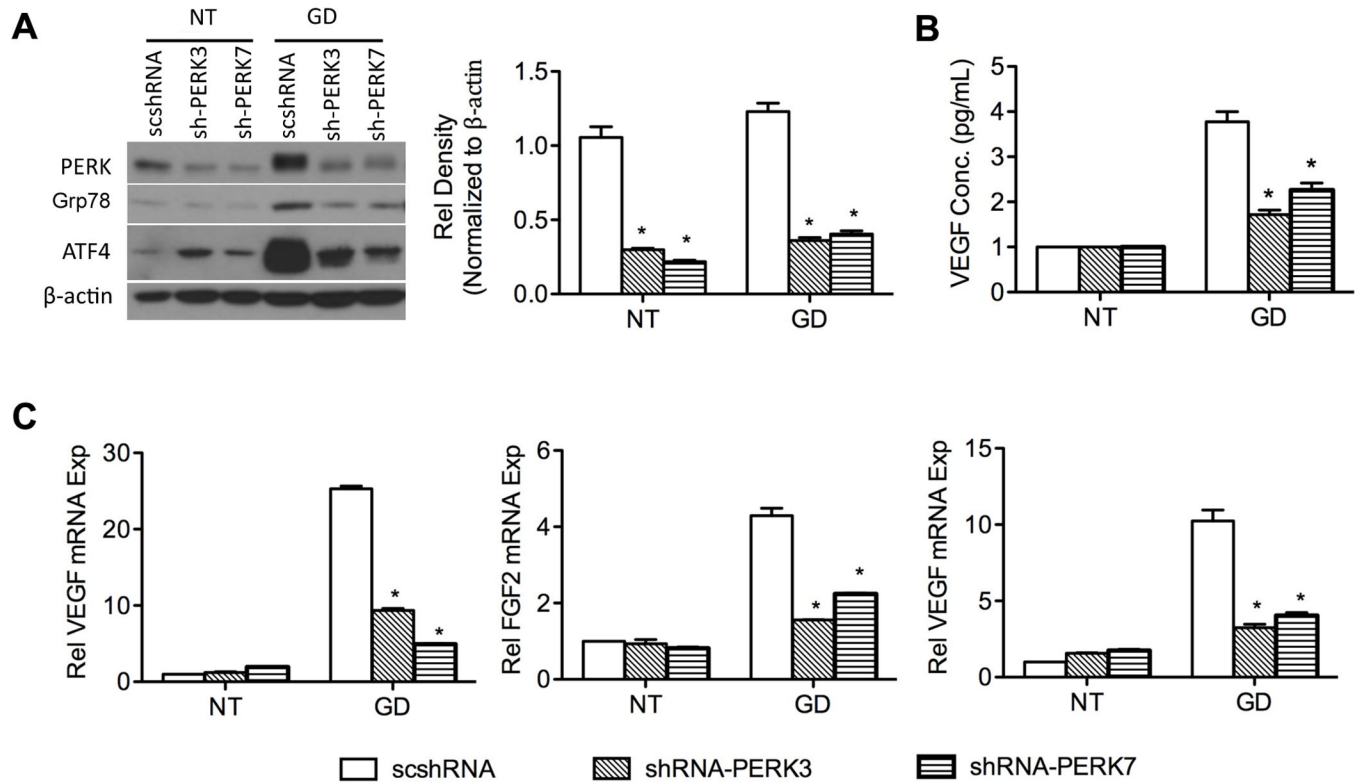 A
NT GD
scshRNA
sh-PERK3
sh-PERK7
scshRNA
sh-PERK3
sh-PERK7
PERK
Grp78
ATF4
β-actin
Rel Density
(Normalized to β-actin
1.5
1.0
0.5
0.0
* * * *
NT GD
B
VEGF Conc. (pg/mL)
5
4
3
2
1
0
* *
NT GD
C
Rel VEGF mRNA Exp
30
20
10
0
* *
NT GD
Rel FGF2 mRNA Exp
6
4
2
0
* *
NT GD
Rel VEGF mRNA Exp
15
10
5
0
* *
NT GD
scshRNA shRNA-PERK3 shRNA-PERK7